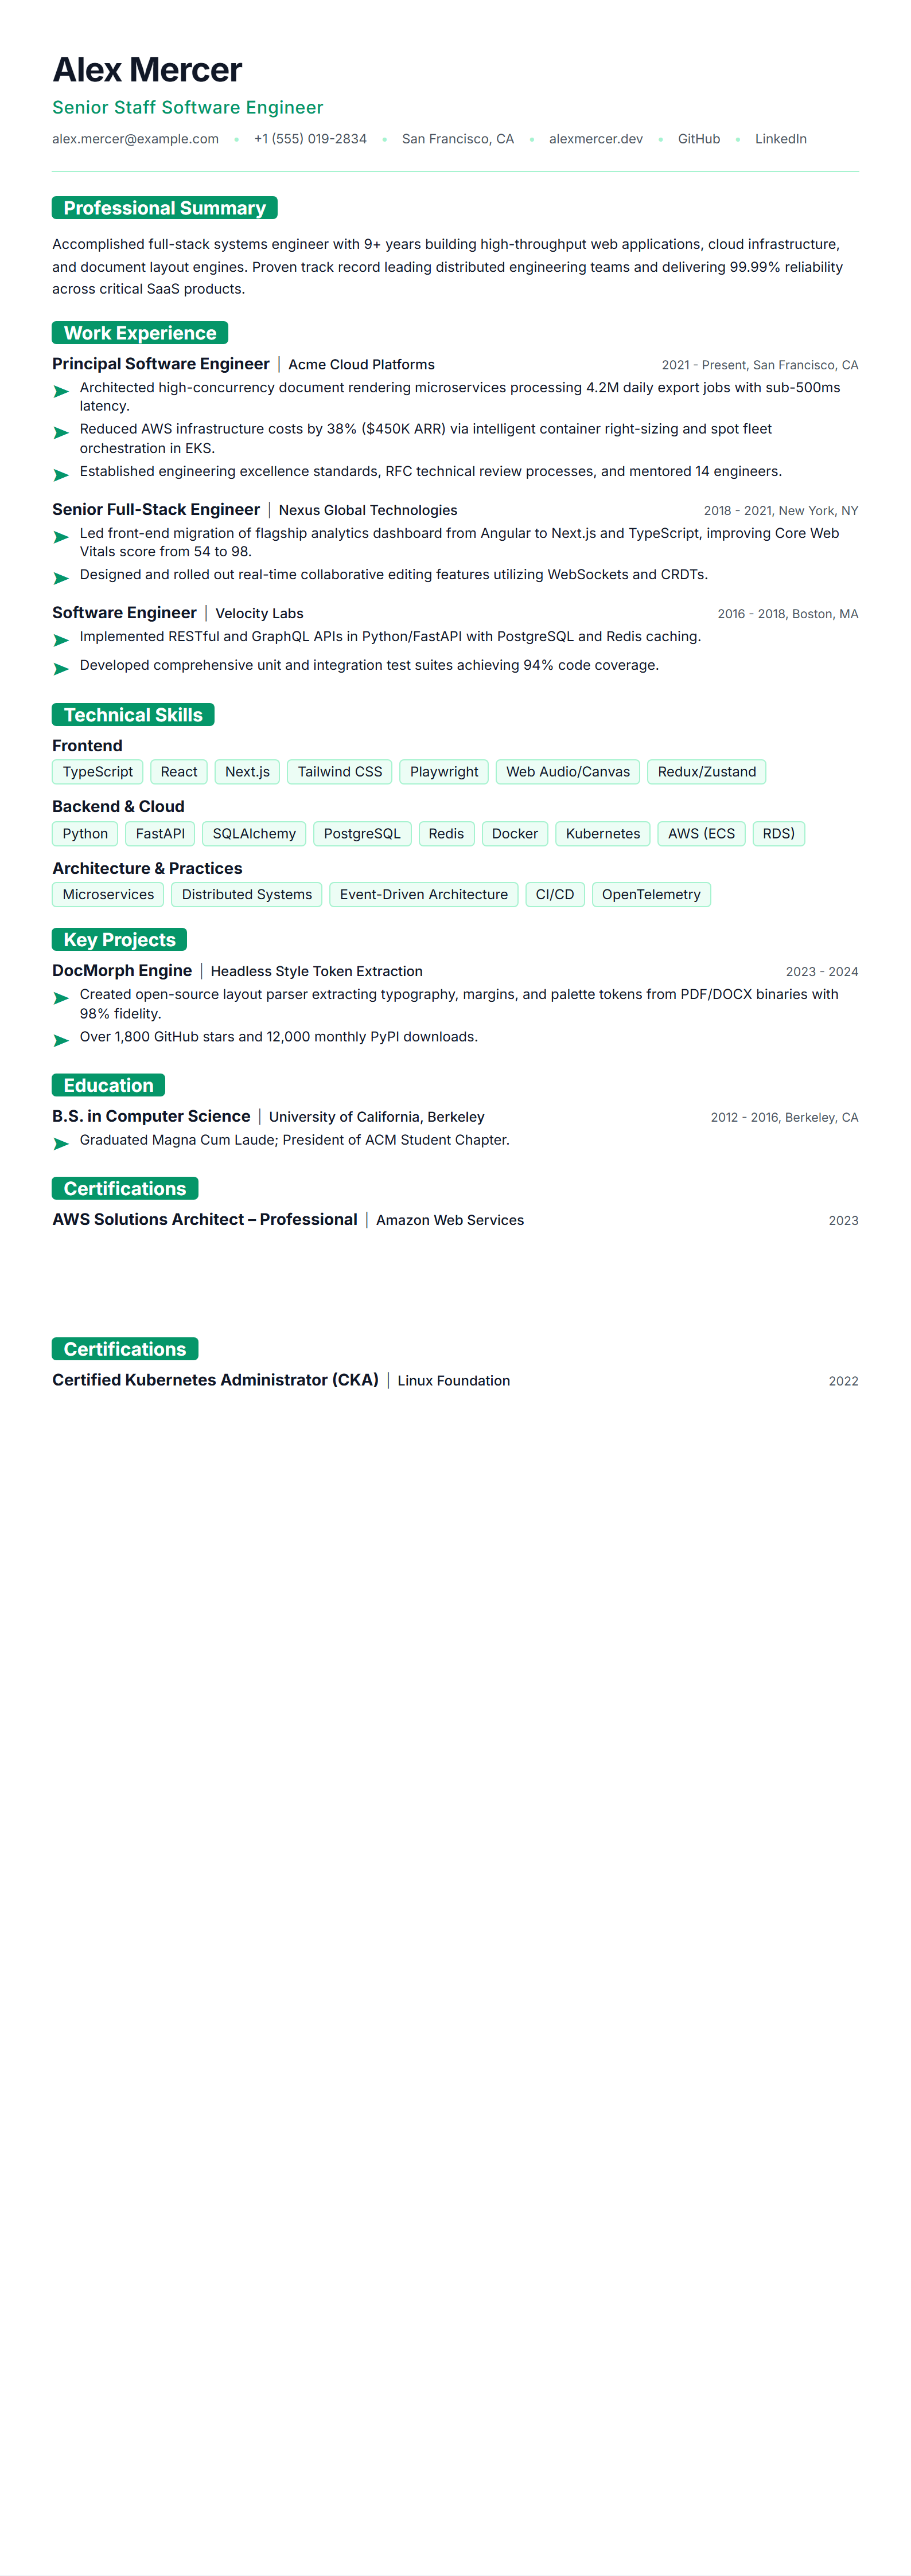 Alex Mercer
Senior Staff Software Engineer
alex.mercer@example.com • +1 (555) 019-2834 • San Francisco, CA • alexmercer.dev • GitHub • LinkedIn
Professional Summary
Accomplished full-stack systems engineer with 9+ years building high-throughput web applications, cloud infrastructure,
and document layout engines. Proven track record leading distributed engineering teams and delivering 99.99% reliability
across critical SaaS products.
Work Experience
Principal Software Engineer | Acme Cloud Platforms 2021 - Present, San Francisco, CA
➤ Architected high-concurrency document rendering microservices processing 4.2M daily export jobs with sub-500ms
latency.
➤ Reduced AWS infrastructure costs by 38% ($450K ARR) via intelligent container right-sizing and spot fleet
orchestration in EKS.
➤ Established engineering excellence standards, RFC technical review processes, and mentored 14 engineers.
Senior Full-Stack Engineer | Nexus Global Technologies 2018 - 2021, New York, NY
➤ Led front-end migration of flagship analytics dashboard from Angular to Next.js and TypeScript, improving Core Web
Vitals score from 54 to 98.
➤ Designed and rolled out real-time collaborative editing features utilizing WebSockets and CRDTs.
Software Engineer | Velocity Labs 2016 - 2018, Boston, MA
➤ Implemented RESTful and GraphQL APIs in Python/FastAPI with PostgreSQL and Redis caching.
➤ Developed comprehensive unit and integration test suites achieving 94% code coverage.
Technical Skills
Frontend
TypeScript React Next.js Tailwind CSS Playwright Web Audio/Canvas Redux/Zustand
Backend & Cloud
Python FastAPI SQLAlchemy PostgreSQL Redis Docker Kubernetes AWS (ECS RDS)
Architecture & Practices
Microservices Distributed Systems Event-Driven Architecture CI/CD OpenTelemetry
Key Projects
DocMorph Engine | Headless Style Token Extraction 2023 - 2024
➤ Created open-source layout parser extracting typography, margins, and palette tokens from PDF/DOCX binaries with
98% fidelity.
➤ Over 1,800 GitHub stars and 12,000 monthly PyPI downloads.
Education
B.S. in Computer Science | University of California, Berkeley 2012 - 2016, Berkeley, CA
➤ Graduated Magna Cum Laude; President of ACM Student Chapter.
Certifications
AWS Solutions Architect – Professional | Amazon Web Services 2023
Certifications
Certified Kubernetes Administrator (CKA) | Linux Foundation 2022